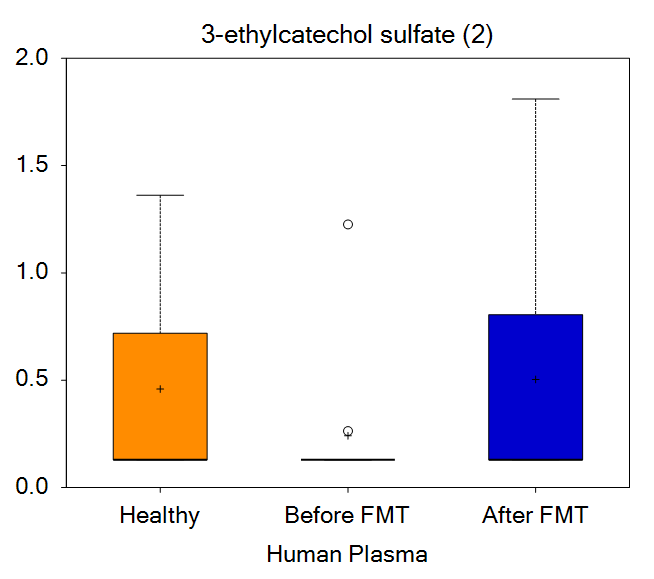 3-ethylcatechol sulfate (2)
2.0
1.5
1.0
0.5
0.0
Healthy Before FMT After FMT
Human Plasma